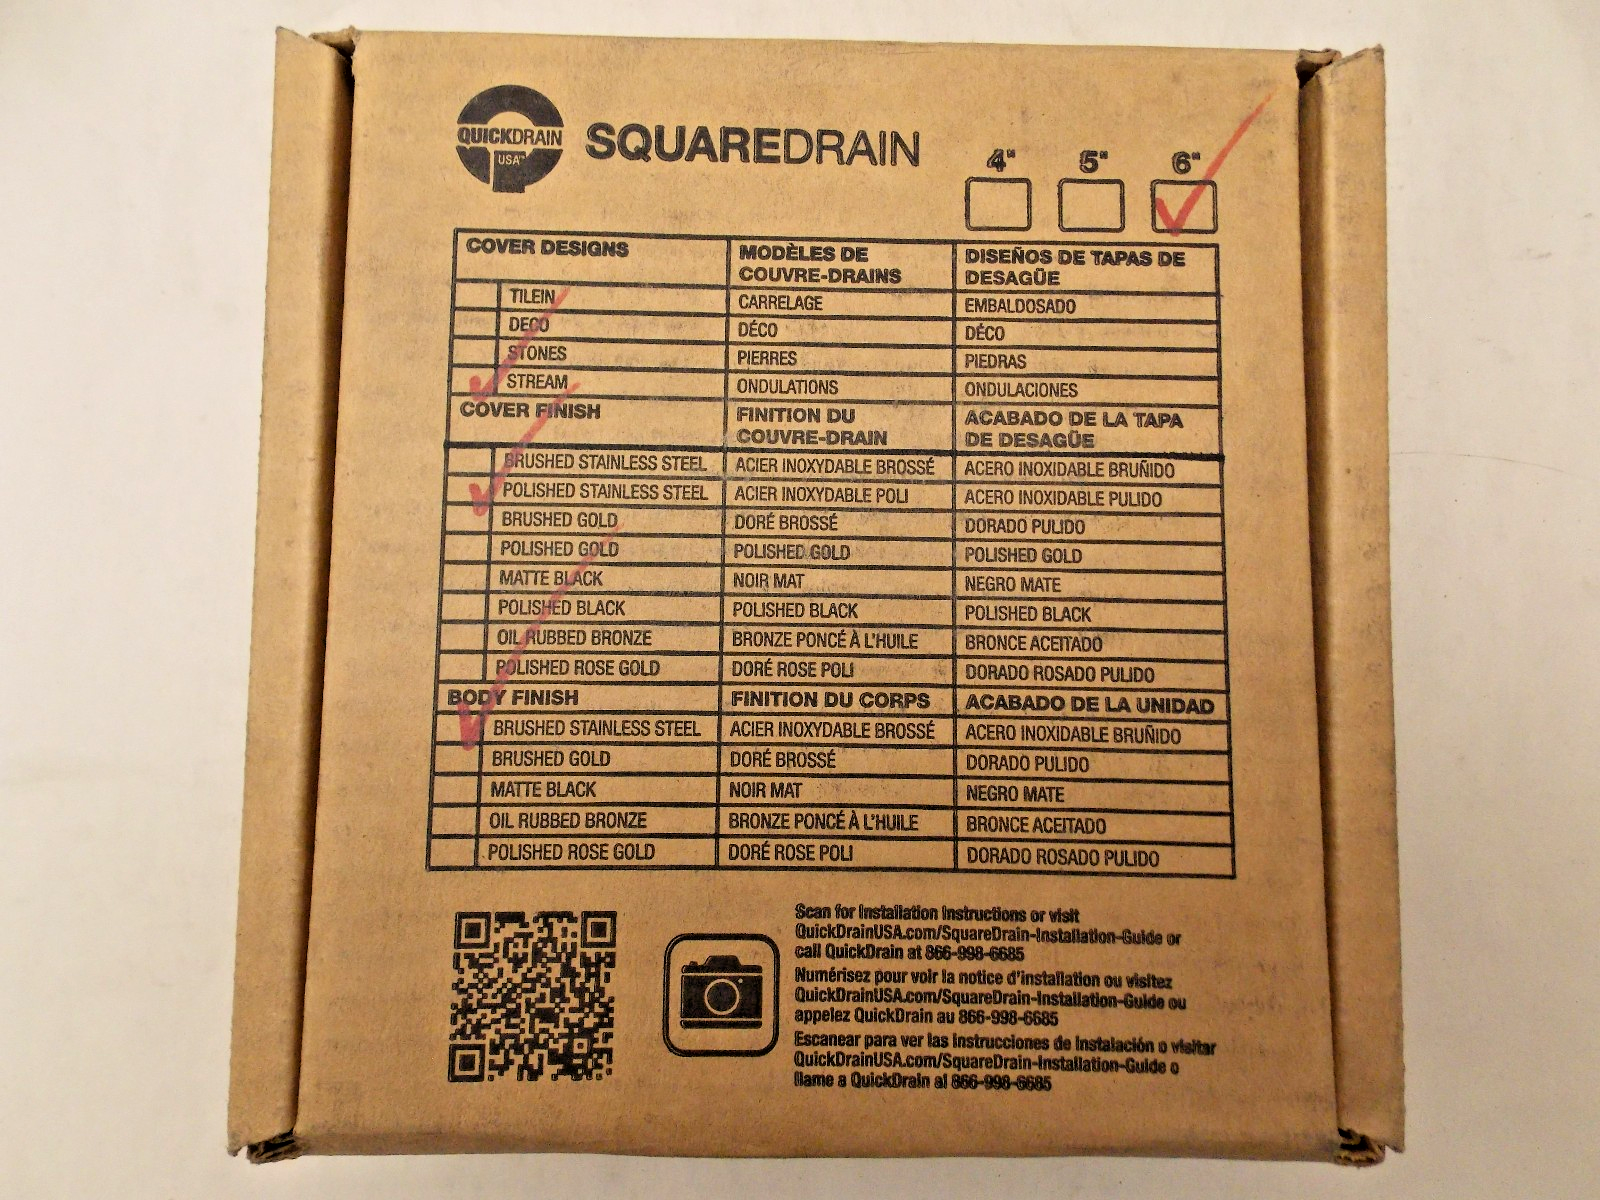 QUICKDRAIN
USA™
SQUAREDRAIN
4" 5" 6"
COVER DESIGNS MODÈLES DE COUVRE-DRAINS DISEÑOS DE TAPAS DE DESAGÜE
TILEIN CARRELAGE EMBALDOSADO
DECO DÉCO DÉCO
STONES PIERRES PIEDRAS
STREAM ONDULATIONS ONDULACIONES
COVER FINISH FINITION DU COUVRE-DRAIN ACABADO DE LA TAPA DE DESAGÜE
BRUSHED STAINLESS STEEL ACIER INOXYDABLE BROSSÉ ACERO INOXIDABLE BRUÑIDO
POLISHED STAINLESS STEEL ACIER INOXYDABLE POLI ACERO INOXIDABLE PULIDO
BRUSHED GOLD DORÉ BROSSÉ DORADO PULIDO
POLISHED GOLD POLISHED GOLD POLISHED GOLD
MATTE BLACK NOIR MAT NEGRO MATE
POLISHED BLACK POLISHED BLACK POLISHED BLACK
OIL RUBBED BRONZE BRONZE PONCÉ À L'HUILE BRONCE ACEITADO
POLISHED ROSE GOLD DORÉ ROSE POLI DORADO ROSADO PULIDO
BODY FINISH FINITION DU CORPS ACABADO DE LA UNIDAD
BRUSHED STAINLESS STEEL ACIER INOXYDABLE BROSSÉ ACERO INOXIDABLE BRUÑIDO
BRUSHED GOLD DORÉ BROSSÉ DORADO PULIDO
MATTE BLACK NOIR MAT NEGRO MATE
OIL RUBBED BRONZE BRONZE PONCÉ À L'HUILE BRONCE ACEITADO
POLISHED ROSE GOLD DORÉ ROSE POLI DORADO ROSADO PULIDO
Scan for Installation Instructions or visit
QuickDrainUSA.com/SquareDrain-Installation-Guide or
call QuickDrain at 866-998-6685
Numérisez pour voir la notice d'installation ou visitez
QuickDrainUSA.com/SquareDrain-Installation-Guide ou
appelez QuickDrain au 866-998-6685
Escanear para ver las Instrucciones de Instalación o visitar
QuickDrainUSA.com/SquareDrain-Installation-Guide o
llame a QuickDrain al 866-998-6685